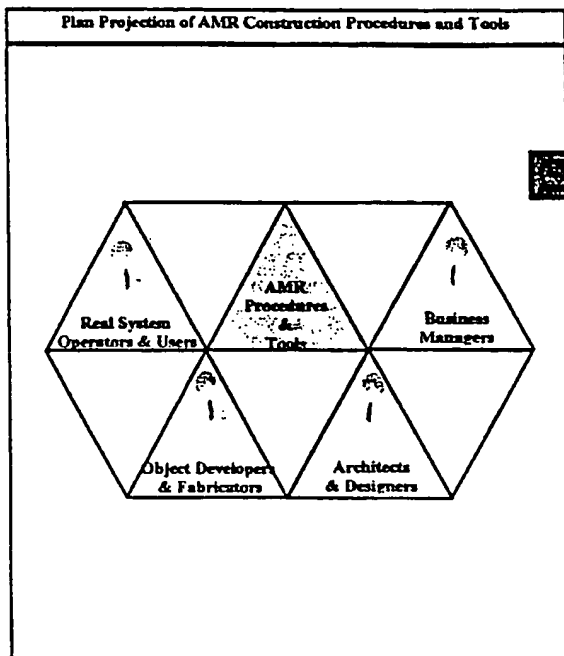 Plan Projection of AMR Construction Procedures and Tools
AMR
Procedures
&
Tools
Real System
Operators & Users
Business
Managers
Object Developers
& Fabricators
Architects
& Designers